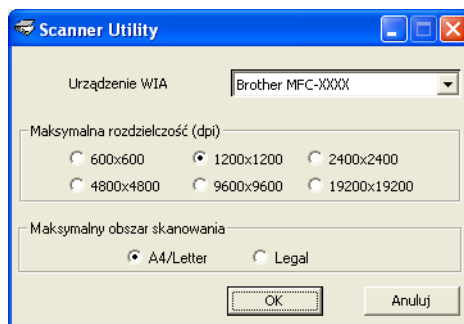 Scanner Utility
Urządzenie WIA Brother MFC-XXXX
Maksymalna rozdzielczość (dpi)
600x600 1200x1200 2400x2400
4800x4800 9600x9600 19200x19200
Maksymalny obszar skanowania
A4/Letter Legal
OK Anuluj